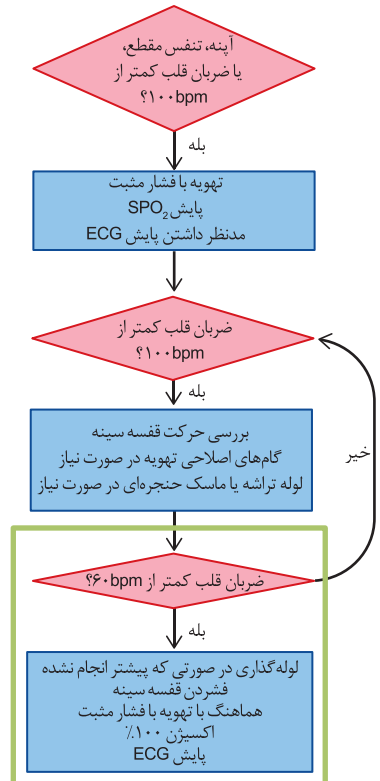 آپنه، تنفس مقطع،
یا ضربان قلب کمتر از
۱۰۰bpm؟
بله
تهویه با فشار مثبت
پایش SPO₂
مدنظر داشتن پایش ECG
ضربان قلب کمتر از
۱۰۰bpm؟
بله
خیر
بررسی حرکت قفسه سینه
گام‌های اصلاحی تهویه در صورت نیاز
لوله تراشه یا ماسک حنجره‌ای در صورت نیاز
ضربان قلب کمتر از ۶۰bpm؟
بله
لوله‌گذاری در صورتی که پیشتر انجام نشده
فشردن قفسه سینه
هماهنگ با تهویه با فشار مثبت
اکسیژن ۱۰۰٪
پایش ECG